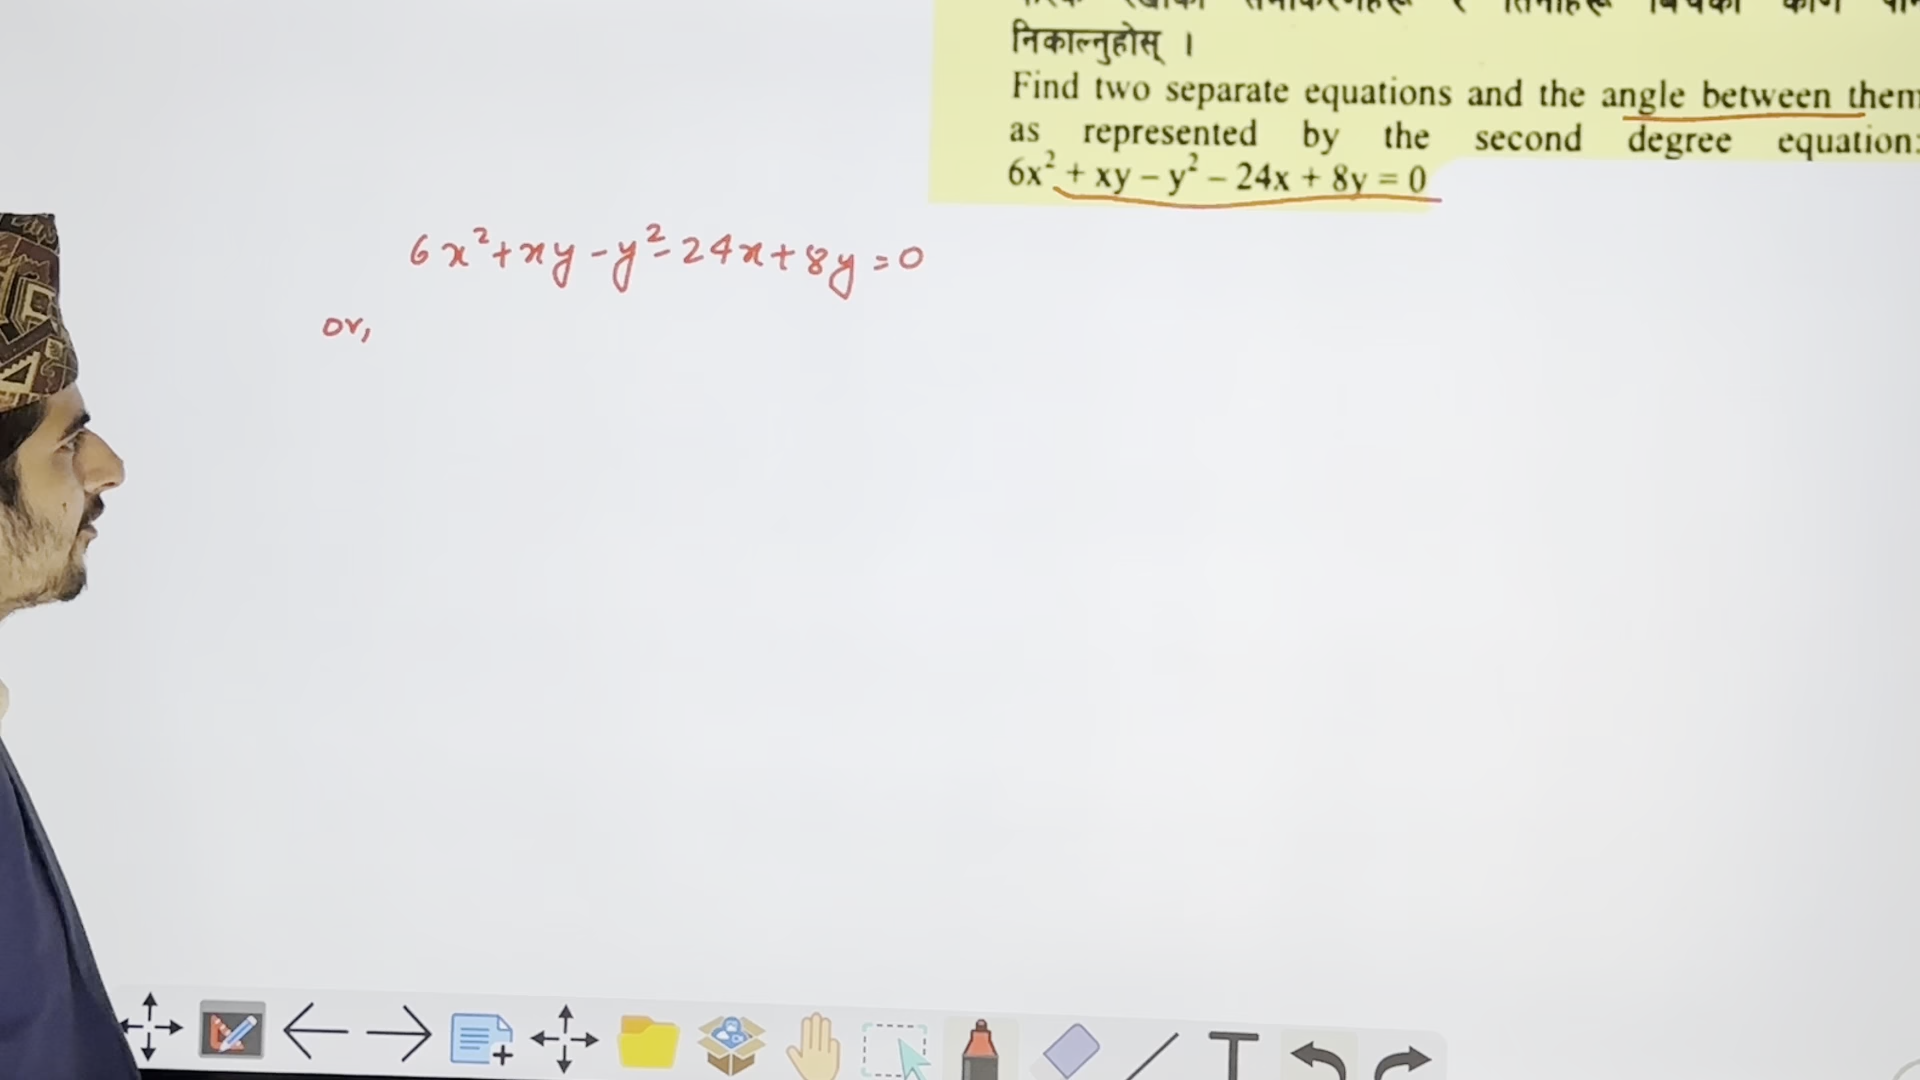 निकाल्नुहोस् ।
Find two separate equations and the angle between them
as represented by the second degree equation:
6x² + xy – y² – 24x + 8y = 0
6x²+xy-y²-24x+8y=0
or,